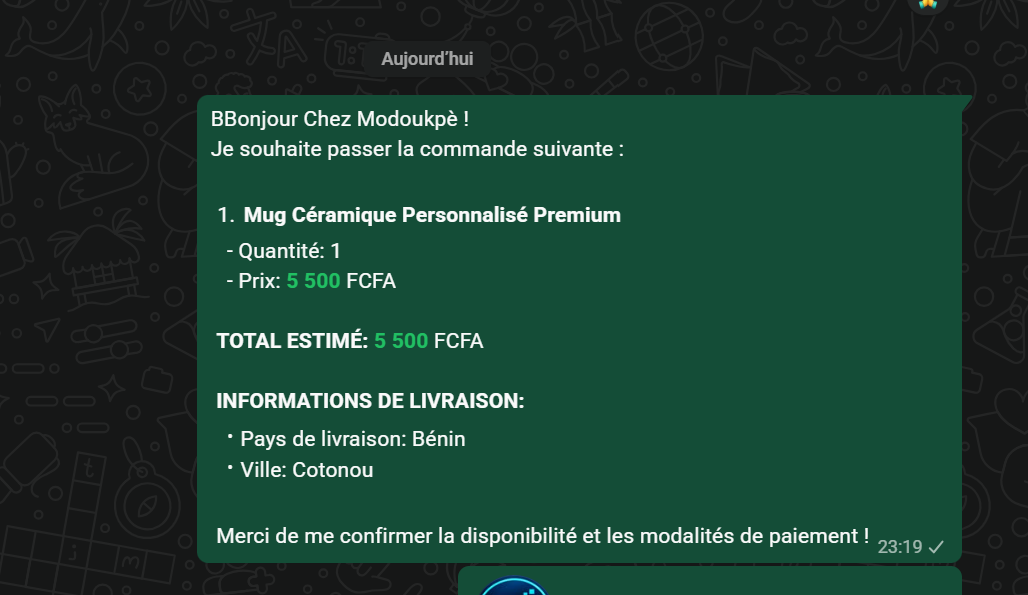 Aujourd'hui
BBonjour Chez Modoukpè !
Je souhaite passer la commande suivante :
1. Mug Céramique Personnalisé Premium
- Quantité: 1
- Prix: 5 500 FCFA
TOTAL ESTIMÉ: 5 500 FCFA
INFORMATIONS DE LIVRAISON:
• Pays de livraison: Bénin
• Ville: Cotonou
Merci de me confirmer la disponibilité et les modalités de paiement !
23:19